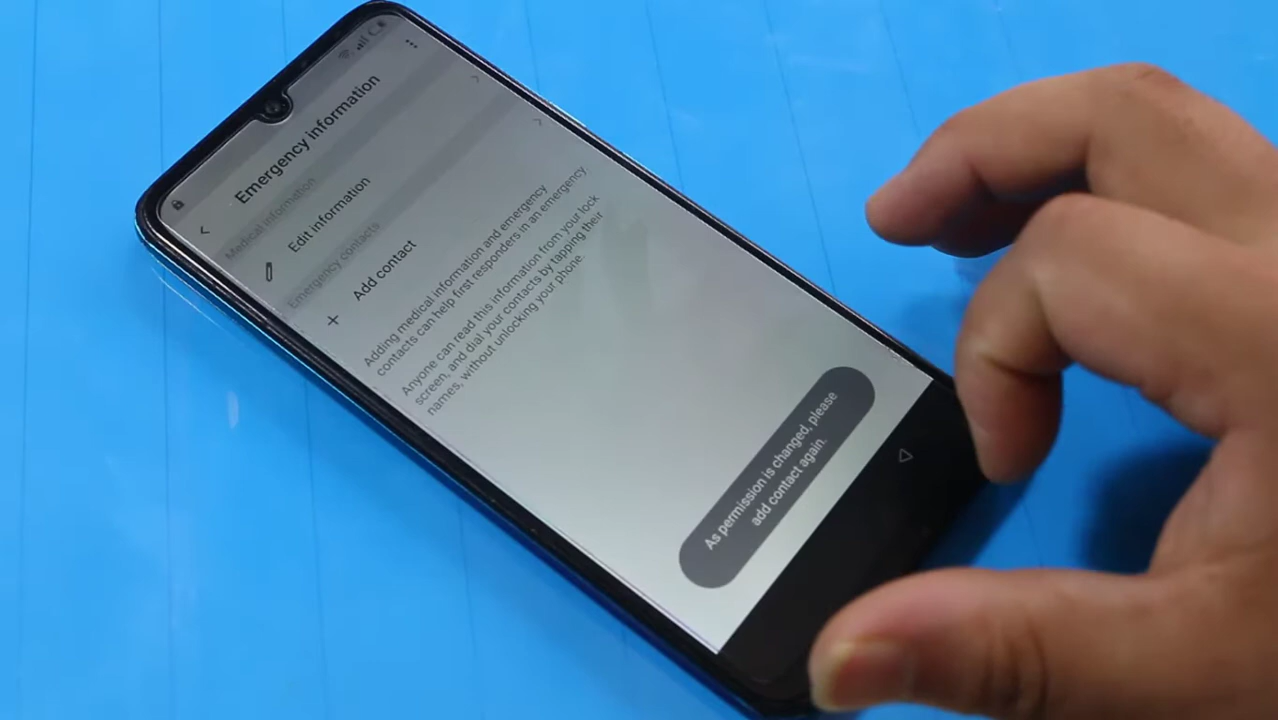 Emergency information
Medical information
Edit information
Emergency contacts
Add contact
Adding medical information and emergency
contacts can help first responders in an emergency
Anyone can read this information from your lock
screen, and dial your contacts by tapping their
names, without unlocking your phone.
As permission is changed, please
add contact again.